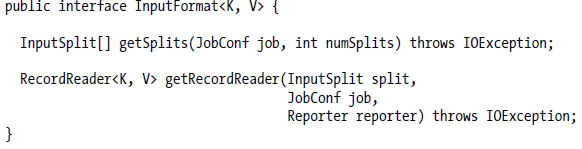 public interface InputFormat<K, V> {
InputSplit[] getSplits(JobConf job, int numSplits) throws IOException;
RecordReader<K, V> getRecordReader(InputSplit split,
JobConf job,
Reporter reporter) throws IOException;
}